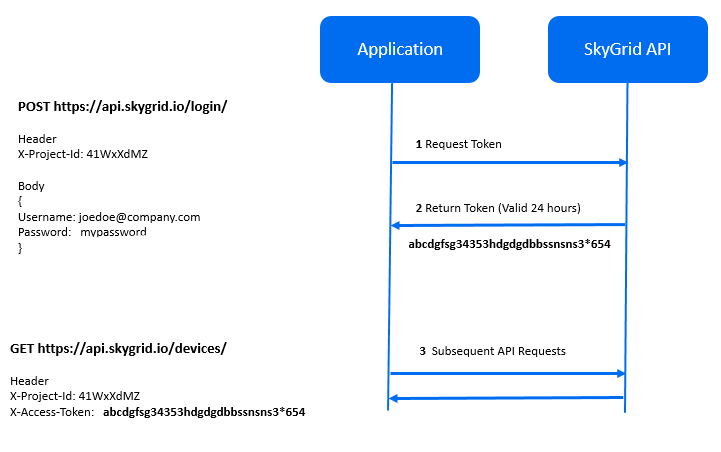 Application
SkyGrid API
POST https://api.skygrid.io/login/
Header
X-Project-Id: 41WxXdMZ
Body
{
Username: joedoe@company.com
Password: mypassword
}
1 Request Token
2 Return Token (Valid 24 hours)
abcdgfsg34353hdgdgdbbssnsns3*654
GET https://api.skygrid.io/devices/
Header
X-Project-Id: 41WxXdMZ
X-Access-Token: abcdgfsg34353hdgdgdbbssnsns3*654
3 Subsequent API Requests